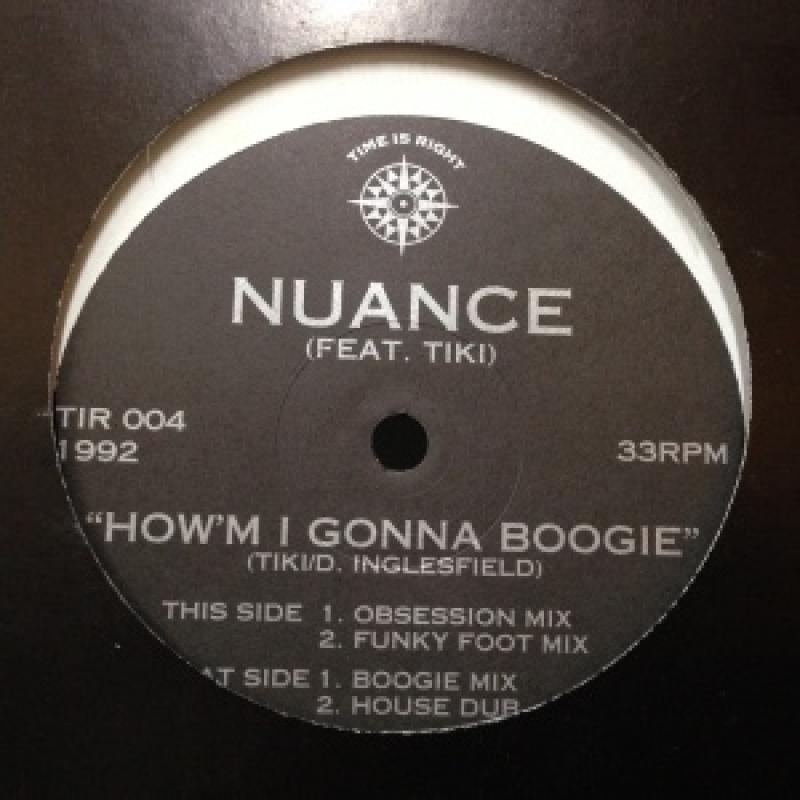 TIME IS RIGHT
NUANCE
(FEAT. TIKI)
TIR 004
1992
33RPM
“HOW’M I GONNA BOOGIE”
(TIKI/D. INGLESFIELD)
THIS SIDE 1. OBSESSION MIX
2. FUNKY FOOT MIX
AT SIDE 1. BOOGIE MIX
2. HOUSE DUB